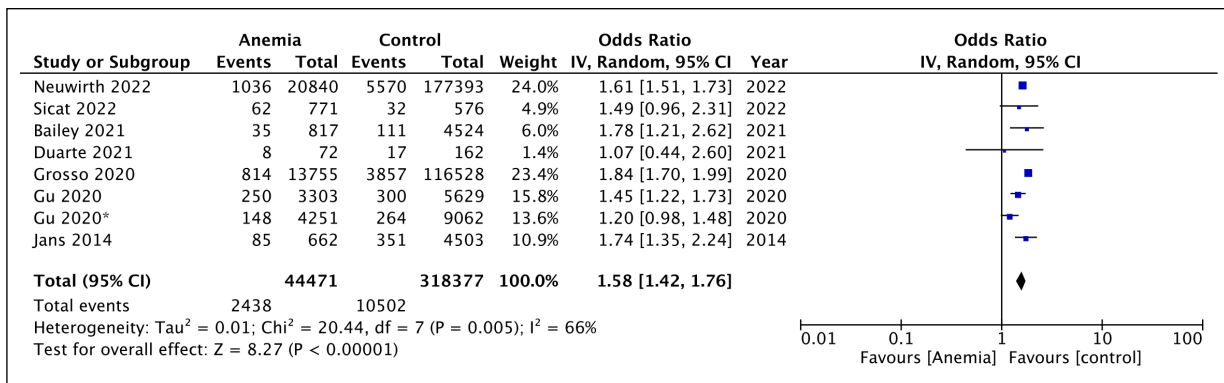 Anemia Control Odds Ratio Odds Ratio
Study or Subgroup Events Total Events Total Weight IV, Random, 95% CI Year IV, Random, 95% CI
Neuwirth 2022 1036 20840 5570 177393 24.0% 1.61 [1.51, 1.73] 2022
Sicat 2022 62 771 32 576 4.9% 1.49 [0.96, 2.31] 2022
Bailey 2021 35 817 111 4524 6.0% 1.78 [1.21, 2.62] 2021
Duarte 2021 8 72 17 162 1.4% 1.07 [0.44, 2.60] 2021
Grosso 2020 814 13755 3857 116528 23.4% 1.84 [1.70, 1.99] 2020
Gu 2020 250 3303 300 5629 15.8% 1.45 [1.22, 1.73] 2020
Gu 2020* 148 4251 264 9062 13.6% 1.20 [0.98, 1.48] 2020
Jans 2014 85 662 351 4503 10.9% 1.74 [1.35, 2.24] 2014
Total (95% CI) 44471 318377 100.0% 1.58 [1.42, 1.76]
Total events 2438 10502
Heterogeneity: Tau² = 0.01; Chi² = 20.44, df = 7 (P = 0.005); I² = 66%
Test for overall effect: Z = 8.27 (P < 0.00001)
0.01 0.1 1 10 100
Favours [Anemia] Favours [control]